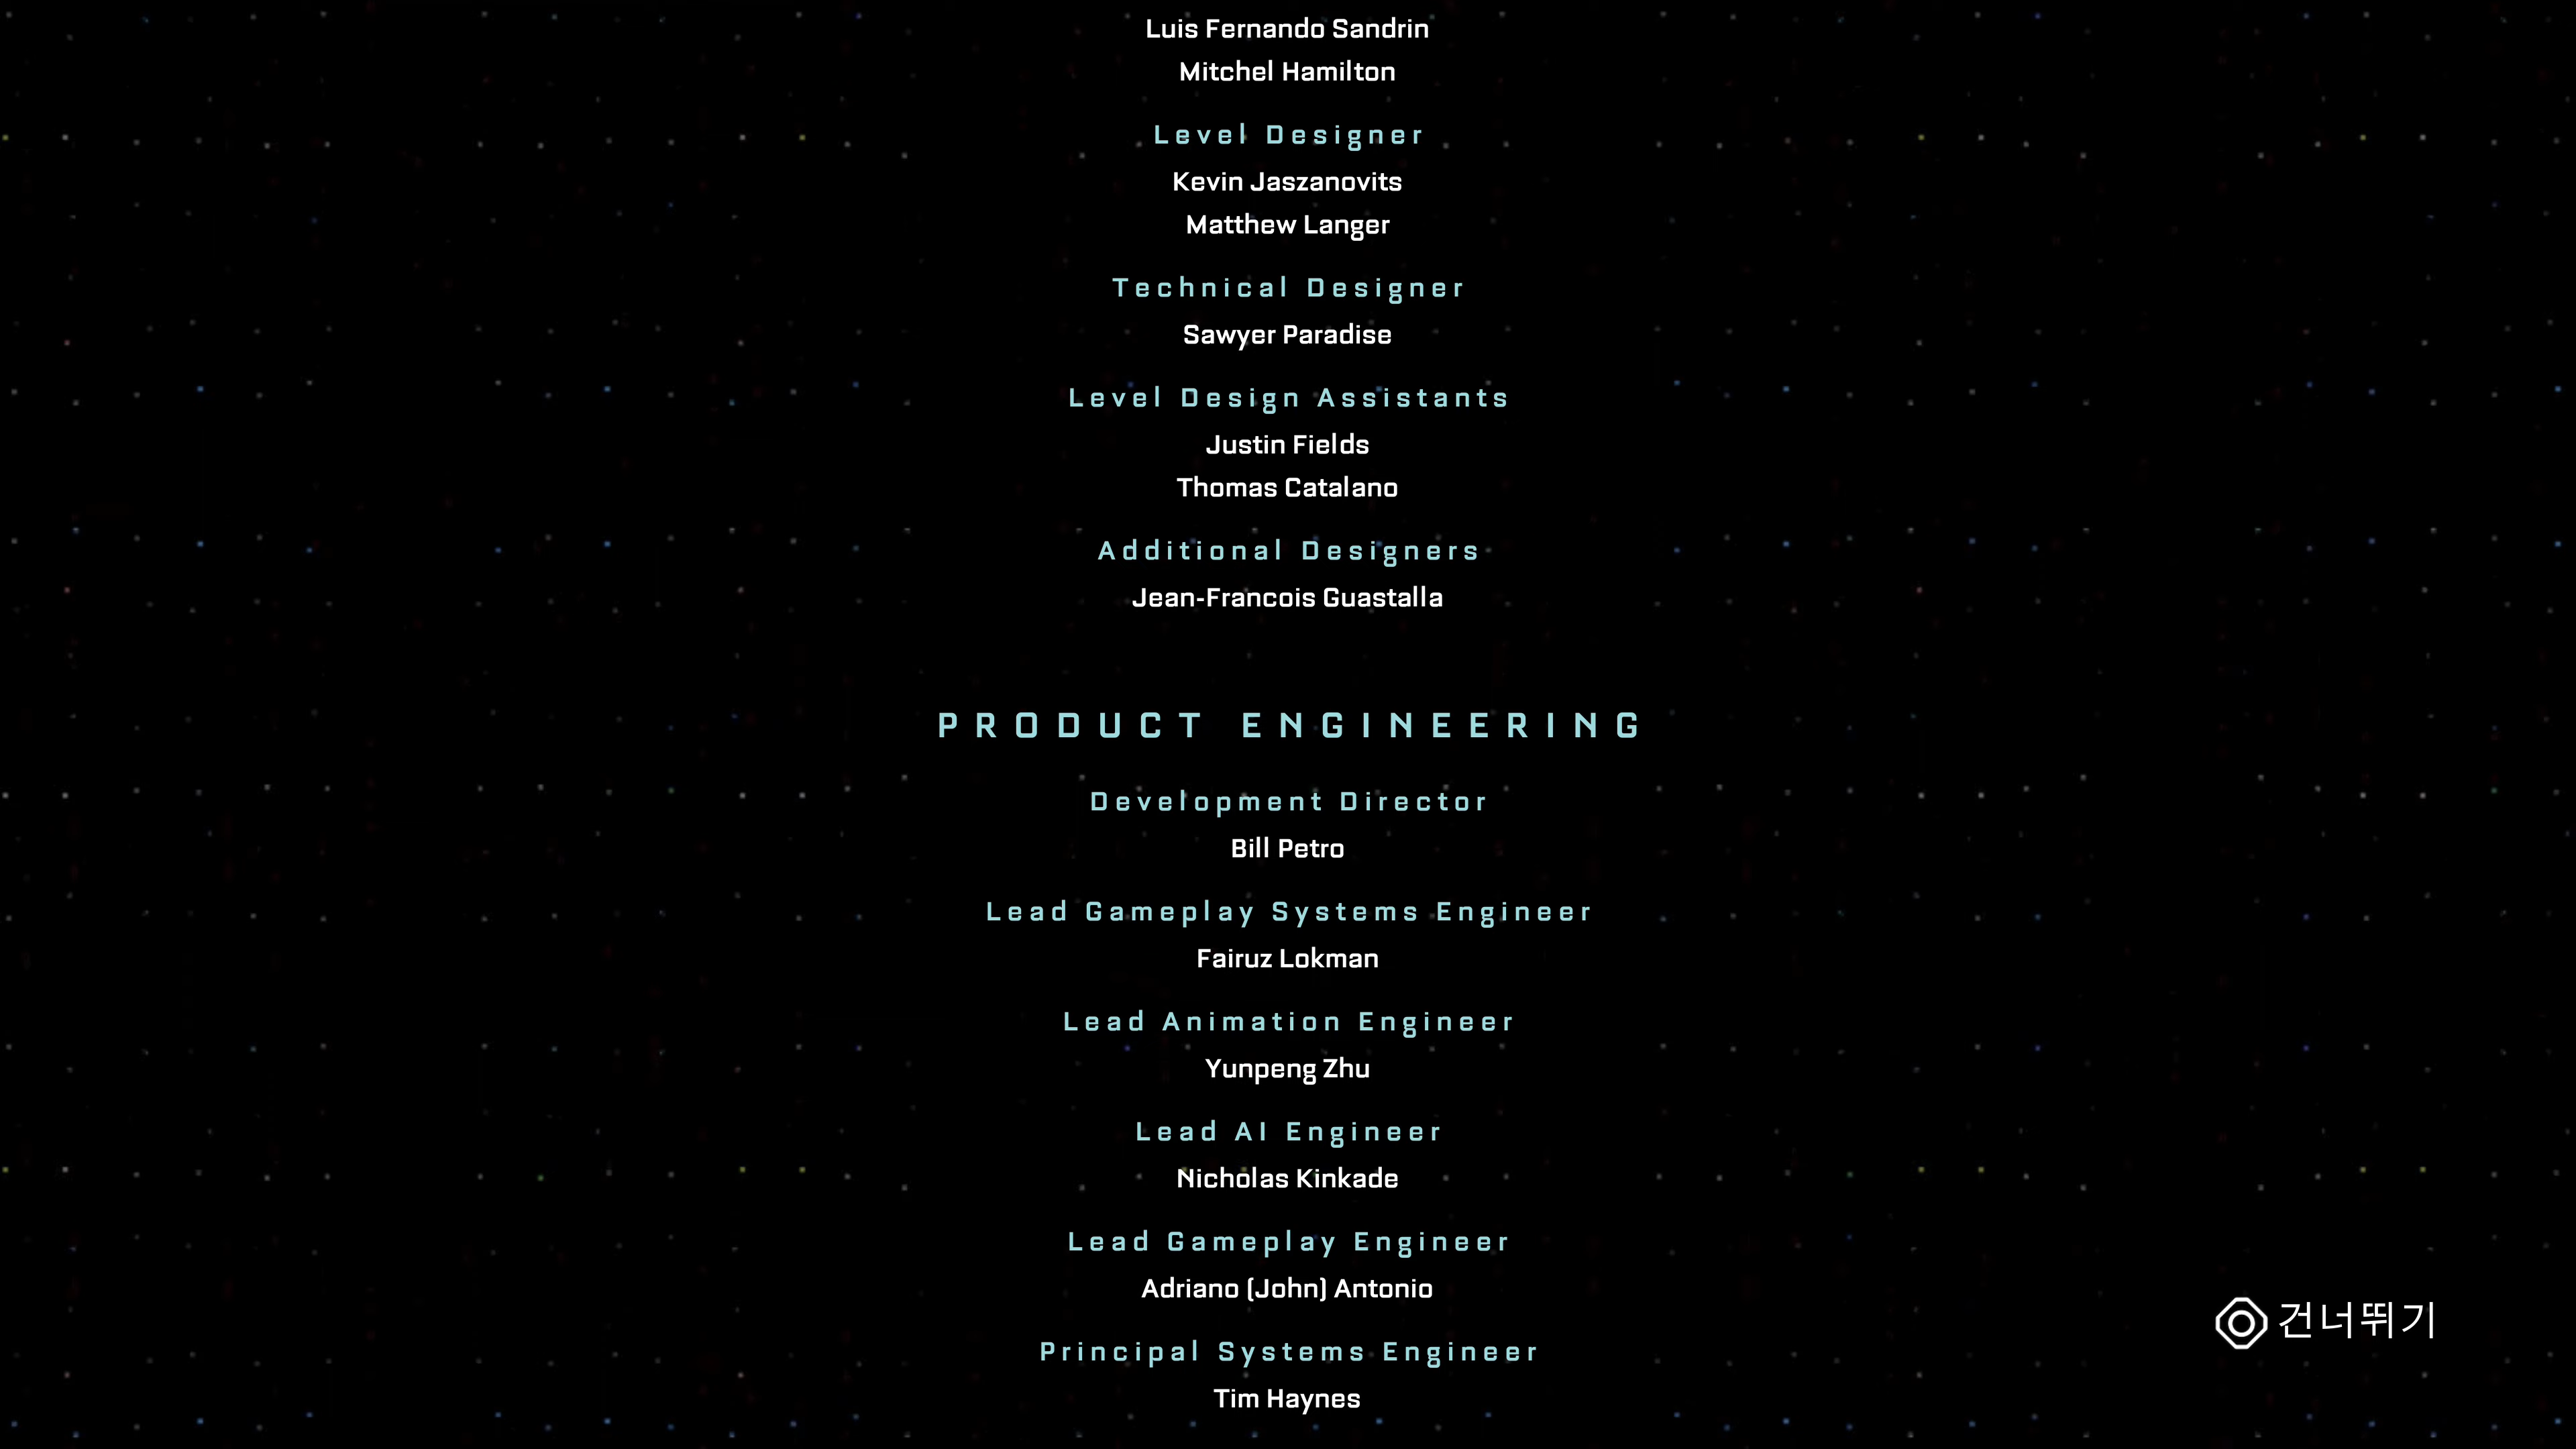 Luis Fernando Sandrin
Mitchel Hamilton
Level Designer
Kevin Jaszanovits
Matthew Langer
Technical Designer
Sawyer Paradise
Level Design Assistants
Justin Fields
Thomas Catalano
Additional Designers
Jean-Francois Guastalla
PRODUCT ENGINEERING
Development Director
Bill Petro
Lead Gameplay Systems Engineer
Fairuz Lokman
Lead Animation Engineer
Yunpeng Zhu
Lead AI Engineer
Nicholas Kinkade
Lead Gameplay Engineer
Adriano (John) Antonio
Principal Systems Engineer
Tim Haynes
건너뛰기